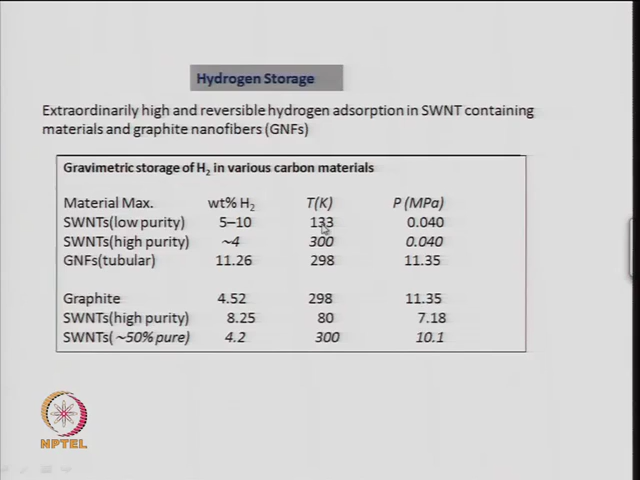 Hydrogen Storage
Extraordinarily high and reversible hydrogen adsorption in SWNT containing
materials and graphite nanofibers (GNFs)
Gravimetric storage of H₂ in various carbon materials
Material Max. wt% H₂ T(K) P (MPa)
SWNTs(low purity) 5–10 133 0.040
SWNTs(high purity) ~4 300 0.040
GNFs(tubular) 11.26 298 11.35
Graphite 4.52 298 11.35
SWNTs(high purity) 8.25 80 7.18
SWNTs( ~50% pure) 4.2 300 10.1
NPTEL